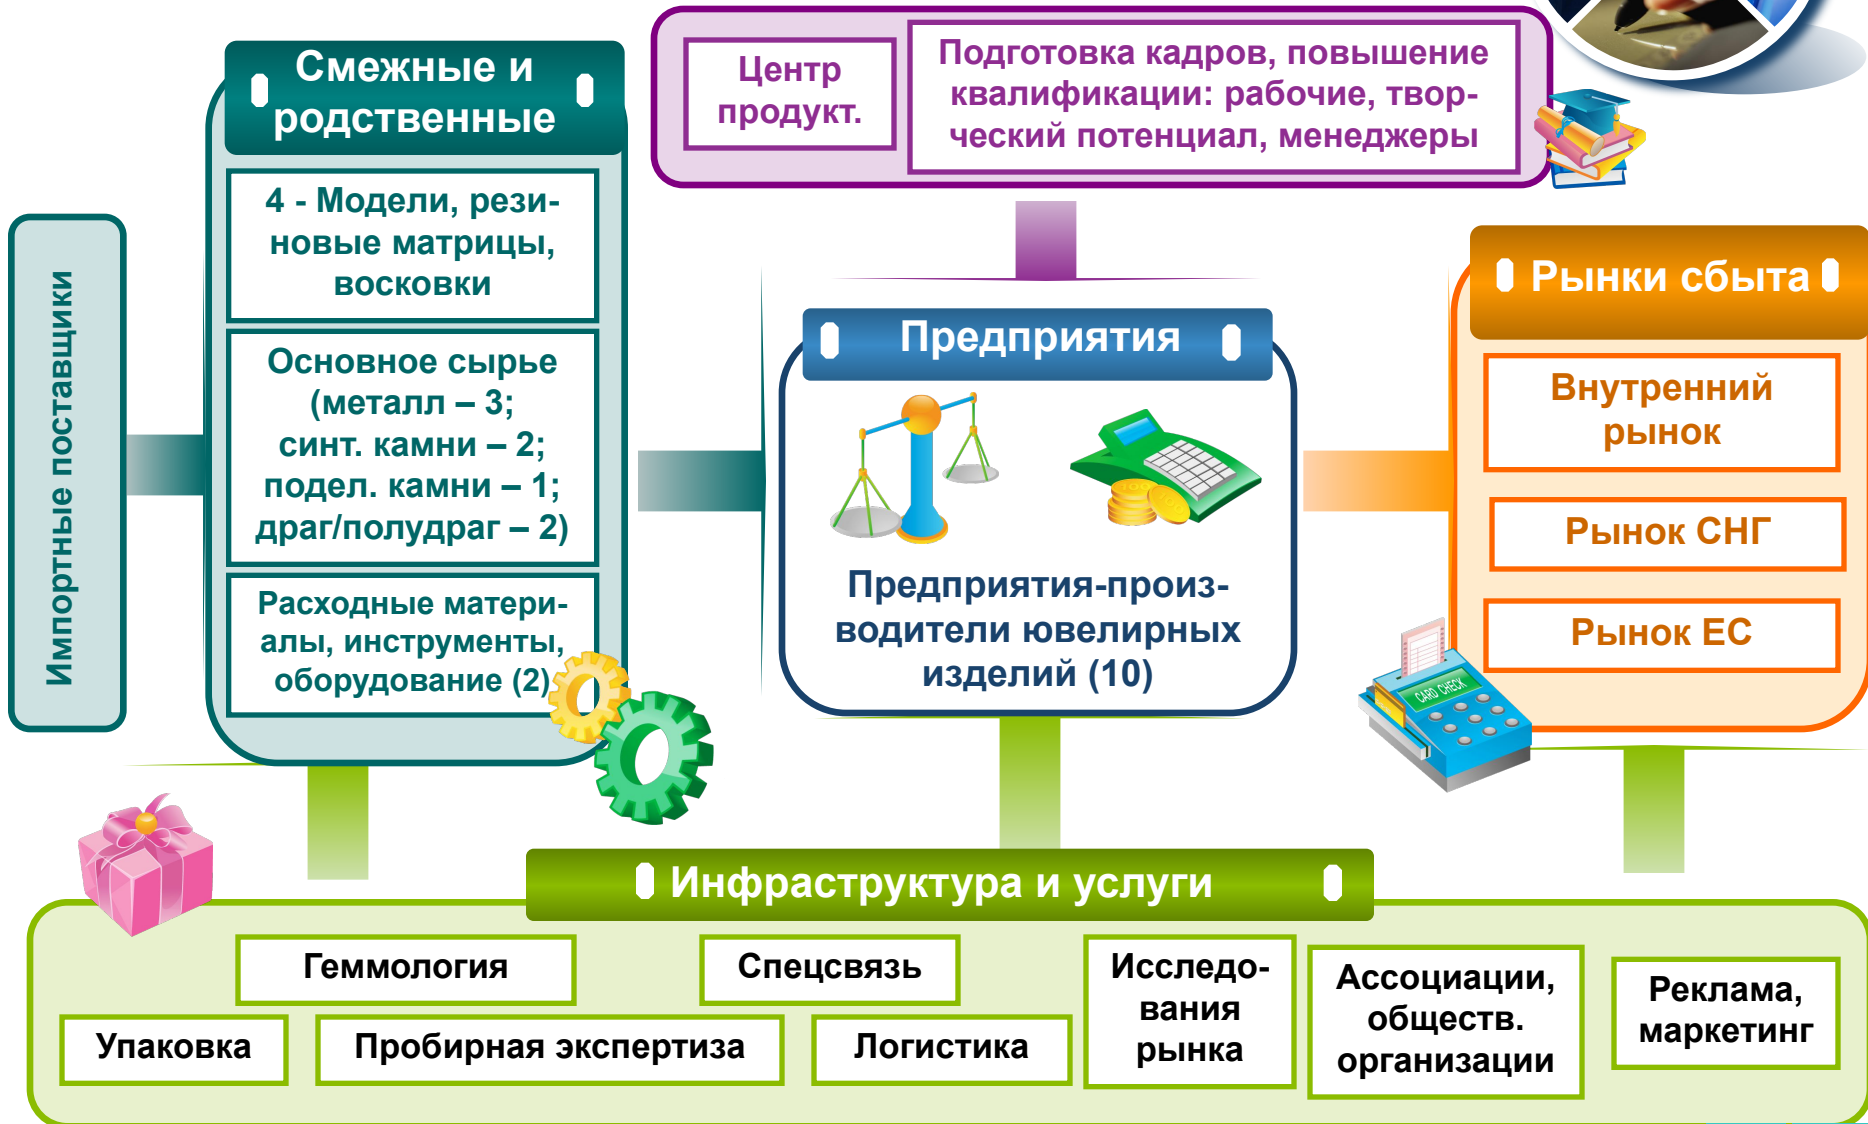 Импортные поставщики
Смежные и
родственные
4 - Модели, рези-
новые матрицы,
восковки
Основное сырье
(металл – 3;
синт. камни – 2;
подел. камни – 1;
драг/полудраг – 2)
Расходные матери-
алы, инструменты,
оборудование (2)
Центр
продукт.
Подготовка кадров, повышение
квалификации: рабочие, твор-
ческий потенциал, менеджеры
Предприятия
100
Предприятия-произ-
водители ювелирных
изделий (10)
Рынки сбыта
Внутренний
рынок
Рынок СНГ
Рынок ЕС
CARD CHECK
Инфраструктура и услуги
Геммология
Спецсвязь
Упаковка
Пробирная экспертиза
Логистика
Исследо-
вания
рынка
Ассоциации,
обществ.
организации
Реклама,
маркетинг